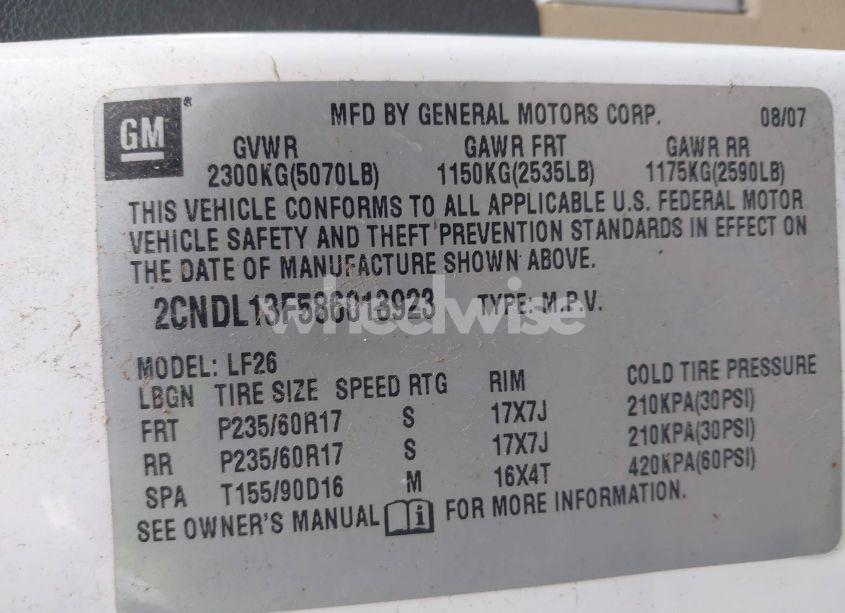 GM ® MFD BY GENERAL MOTORS CORP. 08/07
GVWR GAWR FRT GAWR RR
2300KG(5070LB) 1150KG(2535LB) 1175KG(2590LB)
THIS VEHICLE CONFORMS TO ALL APPLICABLE U.S. FEDERAL MOTOR
VEHICLE SAFETY AND THEFT PREVENTION STANDARDS IN EFFECT ON
THE DATE OF MANUFACTURE SHOWN ABOVE.
2CNDL13F586013923 TYPE: M.P.V.
wheelwise
MODEL: LF26
LBGN TIRE SIZE SPEED RTG RIM COLD TIRE PRESSURE
FRT P235/60R17 S 17X7J 210KPA(30PSI)
RR P235/60R17 S 17X7J 210KPA(30PSI)
SPA T155/90D16 M 16X4T 420KPA(60PSI)
SEE OWNER'S MANUAL i FOR MORE INFORMATION.